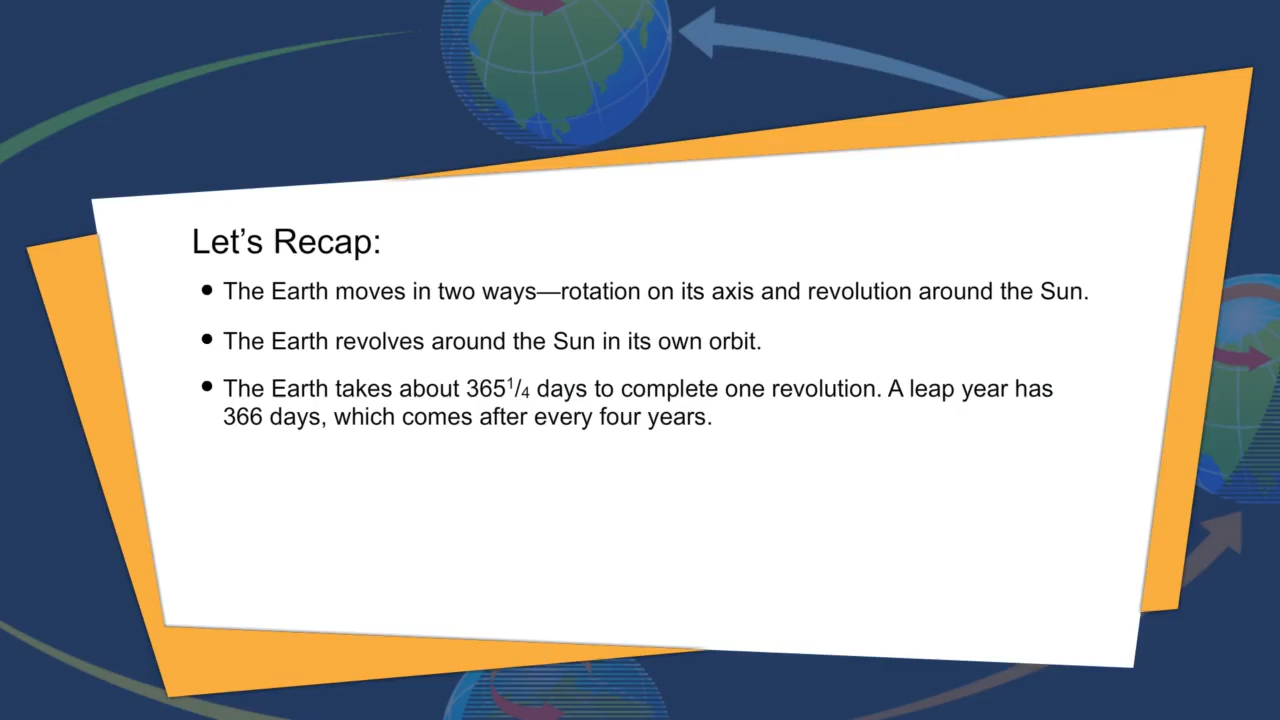 Let’s Recap:
• The Earth moves in two ways—rotation on its axis and revolution around the Sun.
• The Earth revolves around the Sun in its own orbit.
• The Earth takes about 365¹/₄ days to complete one revolution. A leap year has
366 days, which comes after every four years.